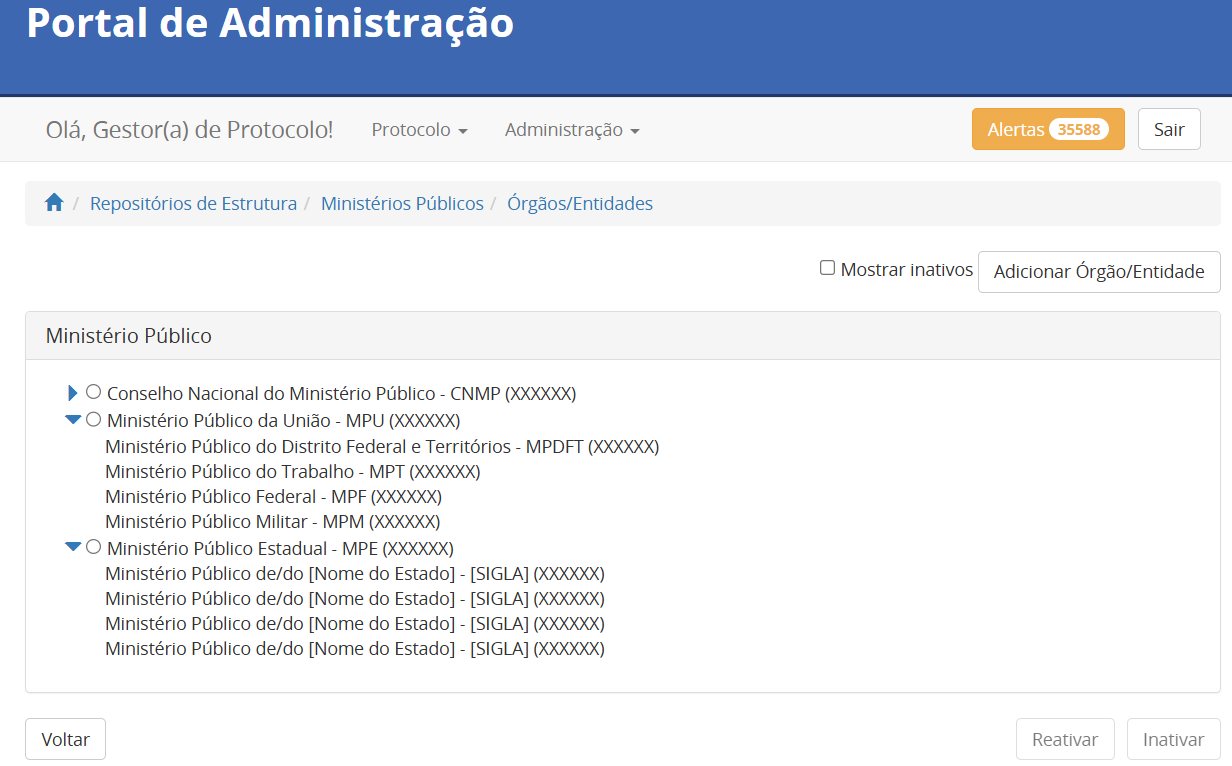 Portal de Administração
Olá, Gestor(a) de Protocolo! Protocolo Administração Alertas 35588 Sair
/ Repositórios de Estrutura / Ministérios Públicos / Órgãos/Entidades
Mostrar inativos Adicionar Órgão/Entidade
Ministério Público
Conselho Nacional do Ministério Público - CNMP (XXXXXX)
Ministério Público da União - MPU (XXXXXX)
Ministério Público do Distrito Federal e Territórios - MPDFT (XXXXXX)
Ministério Público do Trabalho - MPT (XXXXXX)
Ministério Público Federal - MPF (XXXXXX)
Ministério Público Militar - MPM (XXXXXX)
Ministério Público Estadual - MPE (XXXXXX)
Ministério Público de/do [Nome do Estado] - [SIGLA] (XXXXXX)
Ministério Público de/do [Nome do Estado] - [SIGLA] (XXXXXX)
Ministério Público de/do [Nome do Estado] - [SIGLA] (XXXXXX)
Ministério Público de/do [Nome do Estado] - [SIGLA] (XXXXXX)
Voltar Reativar Inativar